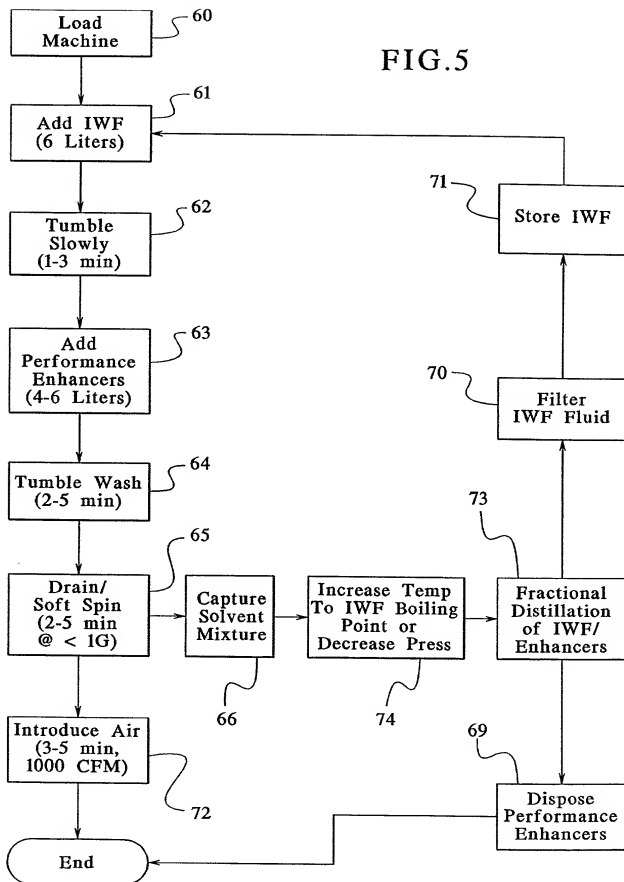 FIG.5
Load
Machine
60
Add IWF
(6 Liters)
61
Tumble
Slowly
(1-3 min)
62
Add
Performance
Enhancers
(4-6 Liters)
63
Tumble Wash
(2-5 min)
64
Drain/
Soft Spin
(2-5 min
@ < 1G)
65
Capture
Solvent
Mixture
66
Increase Temp
To IWF Boiling
Point or
Decrease Press
74
Fractional
Distillation
of IWF/
Enhancers
73
Filter
IWF Fluid
70
Store IWF
71
Dispose
Performance
Enhancers
69
Introduce Air
(3-5 min,
1000 CFM)
72
End